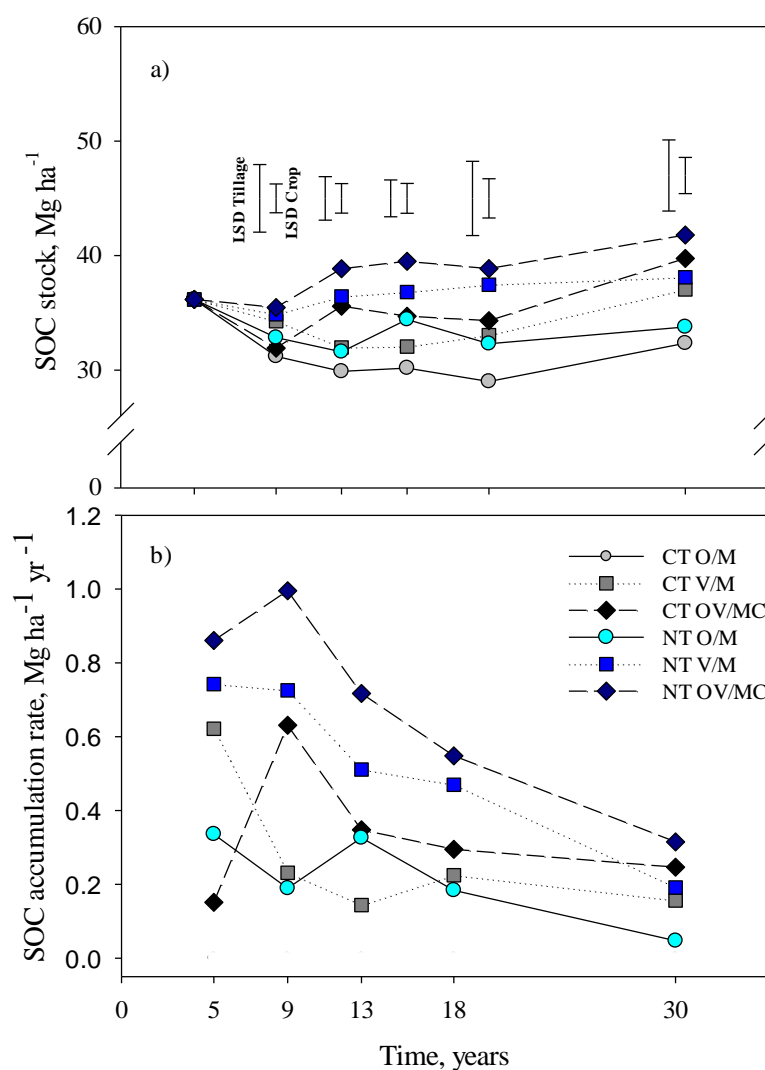 60
a)
50
SOC stock, Mg ha⁻¹
LSD Tillage
LSD Crop
40
30
0
1.2
b)
CT O/M
CT V/M
1.0
CT OV/MC
NT O/M
0.8
NT V/M
NT OV/MC
SOC accumulation rate, Mg ha⁻¹ yr ⁻¹
0.6
0.4
0.2
0.0
0 5 9 13 18 30
Time, years